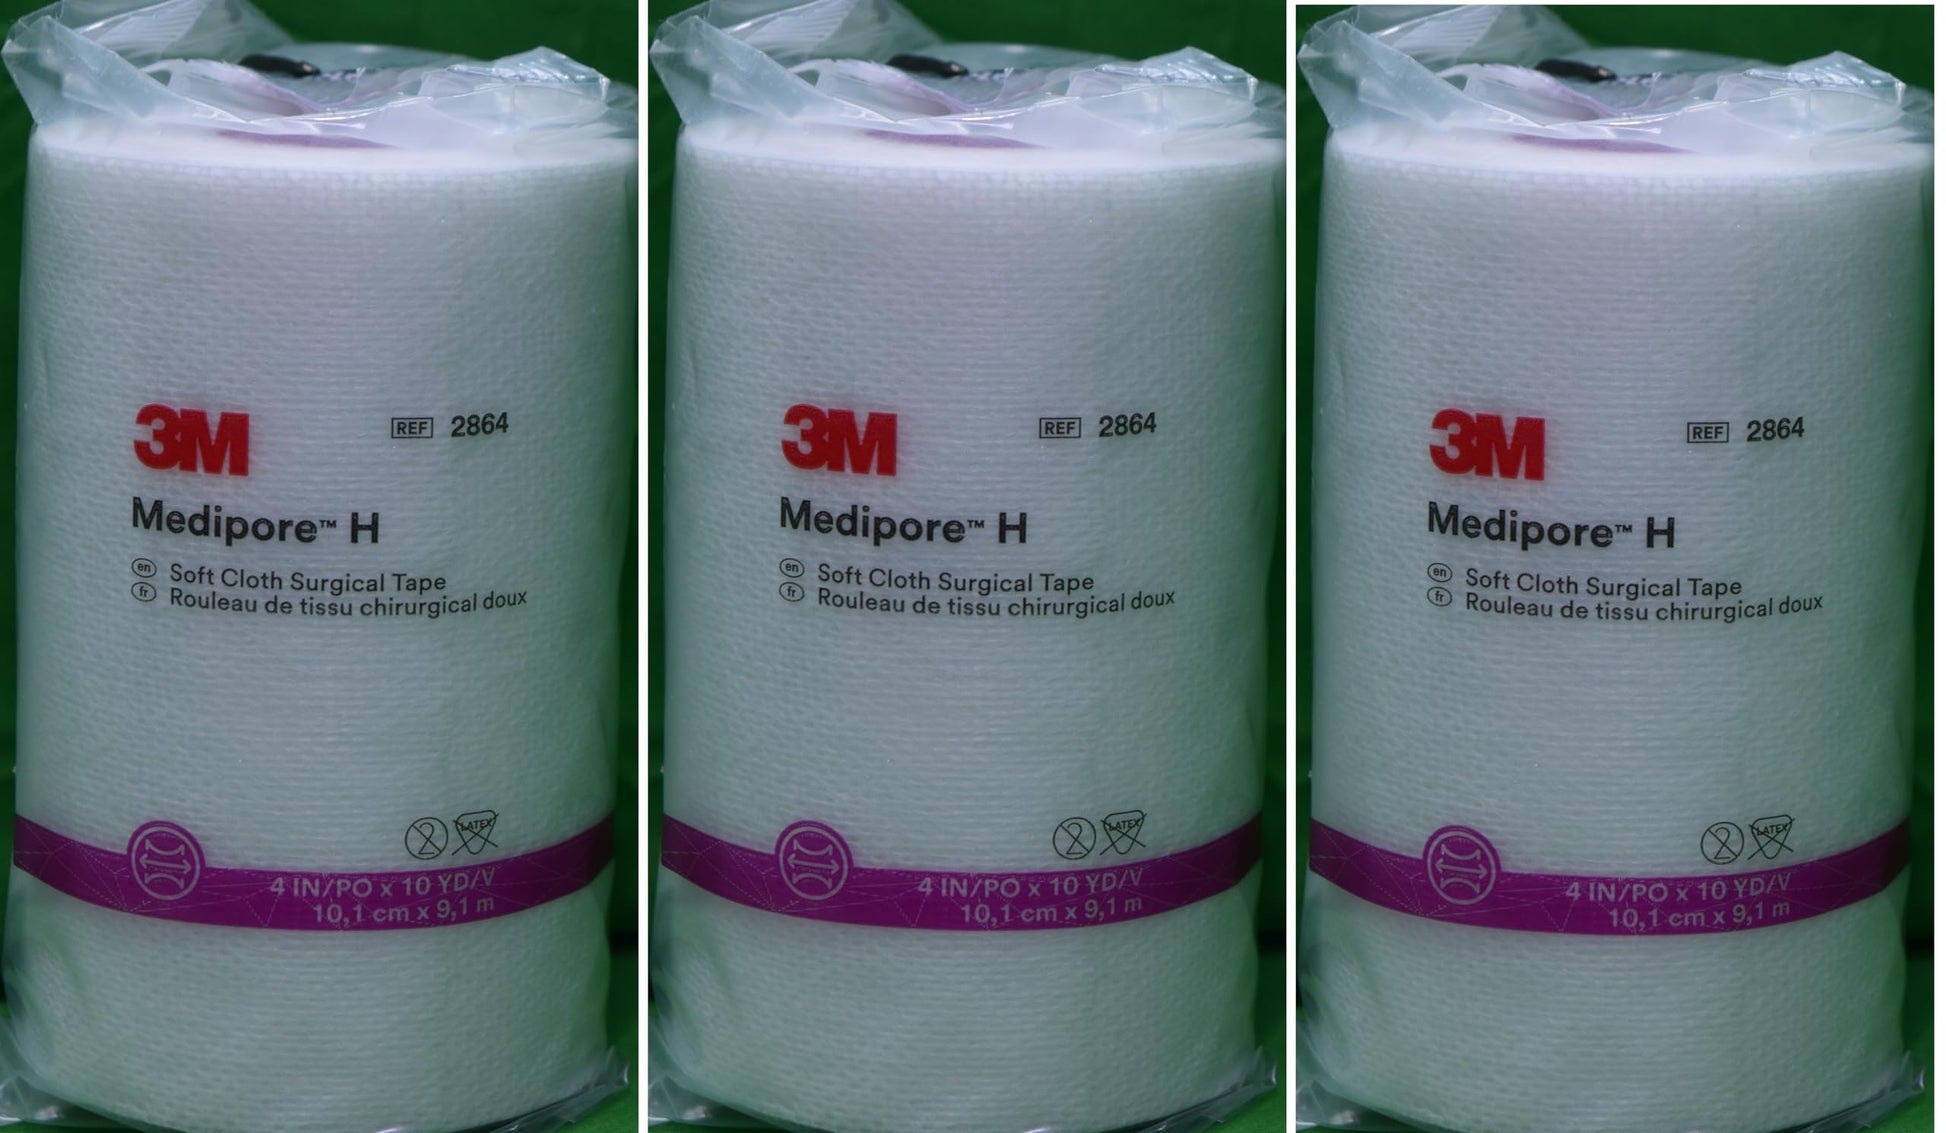 3M
REF 2864
Medipore™ H
en Soft Cloth Surgical Tape
fr Rouleau de tissu chirurgical doux
2 LATEX
4 IN/PO x 10 YD/V
10,1 cm x 9,1 m
3M
REF 2864
Medipore™ H
en Soft Cloth Surgical Tape
fr Rouleau de tissu chirurgical doux
2 LATEX
4 IN/PO x 10 YD/V
10,1 cm x 9,1 m
3M
REF 2864
Medipore™ H
en Soft Cloth Surgical Tape
fr Rouleau de tissu chirurgical doux
2 LATEX
4 IN/PO x 10 YD/V
10,1 cm x 9,1 m